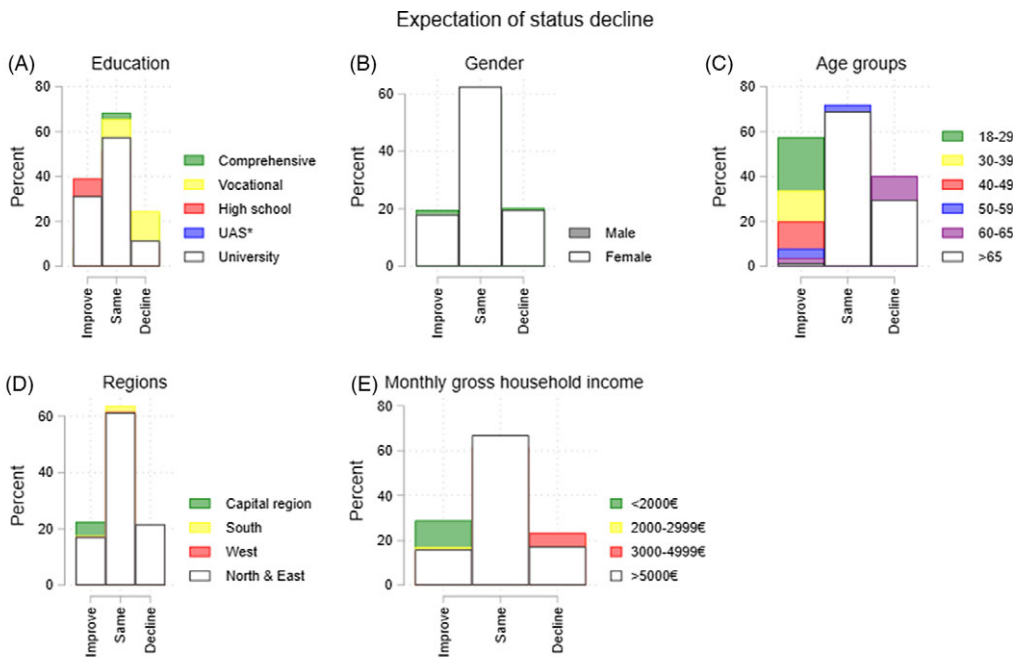 Expectation of status decline
(A) Education
80
60
40
20
0
Percent
Improve
Same
Decline
Comprehensive
Vocational
High school
UAS*
University
(B) Gender
60
40
20
0
Percent
Improve
Same
Decline
Male
Female
(C) Age groups
80
60
40
20
0
Percent
Improve
Same
Decline
18-29
30-39
40-49
50-59
60-65
>65
(D) Regions
60
40
20
0
Percent
Improve
Same
Decline
Capital region
South
West
North & East
(E) Monthly gross household income
80
60
40
20
0
Percent
Improve
Same
Decline
<2000€
2000-2999€
3000-4999€
>5000€